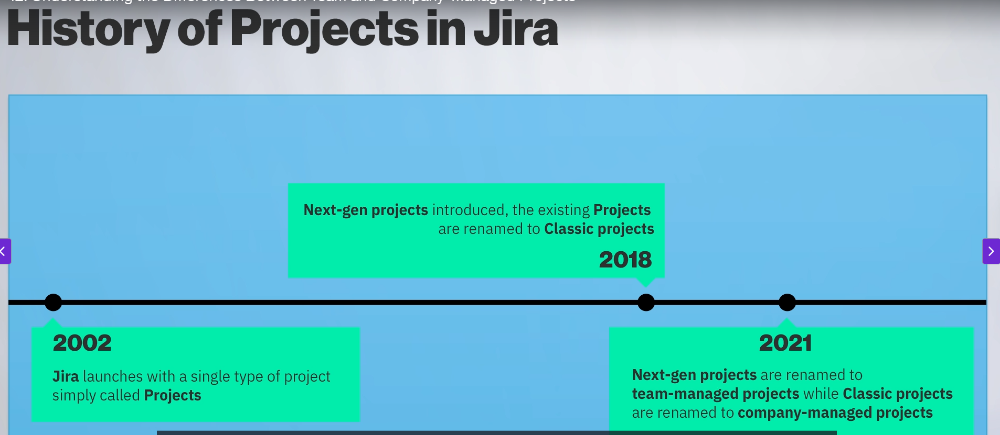 12. Understanding the Differences Between Team and Company-Managed Projects
History of Projects in Jira
Next-gen projects introduced, the existing Projects
are renamed to Classic projects
2018
2002
Jira launches with a single type of project
simply called Projects
2021
Next-gen projects are renamed to
team-managed projects while Classic projects
are renamed to company-managed projects